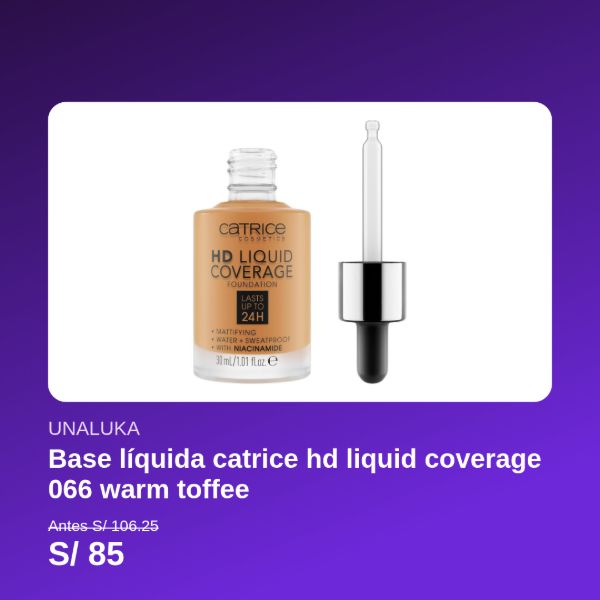 CATRICE
COSMETICS
HD LIQUID
COVERAGE
FOUNDATION
LASTS
UP TO
24H
+ MATTIFYING
+ WATER + SWEATPROOF
+ WITH NIACINAMIDE
30 mL/1.01 fl.oz. ℮
UNALUKA
Base líquida catrice hd liquid coverage
066 warm toffee
Antes S/ 106.25
S/ 85